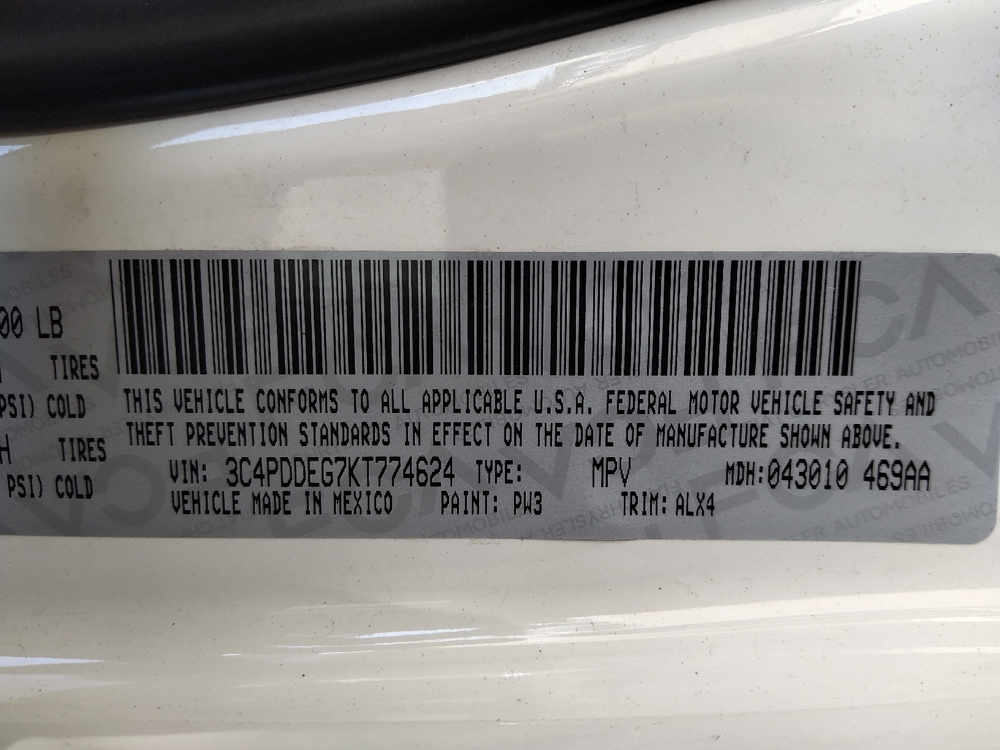 00 LB
TIRES
PSI) COLD
THIS VEHICLE CONFORMS TO ALL APPLICABLE U.S.A. FEDERAL MOTOR VEHICLE SAFETY AND
H TIRES
THEFT PREVENTION STANDARDS IN EFFECT ON THE DATE OF MANUFACTURE SHOWN ABOVE.
PSI) COLD
VIN: 3C4PDDEG7KT774624 TYPE: MPV MDH:043010 469AA
VEHICLE MADE IN MEXICO PAINT: PW3 TRIM: ALX4